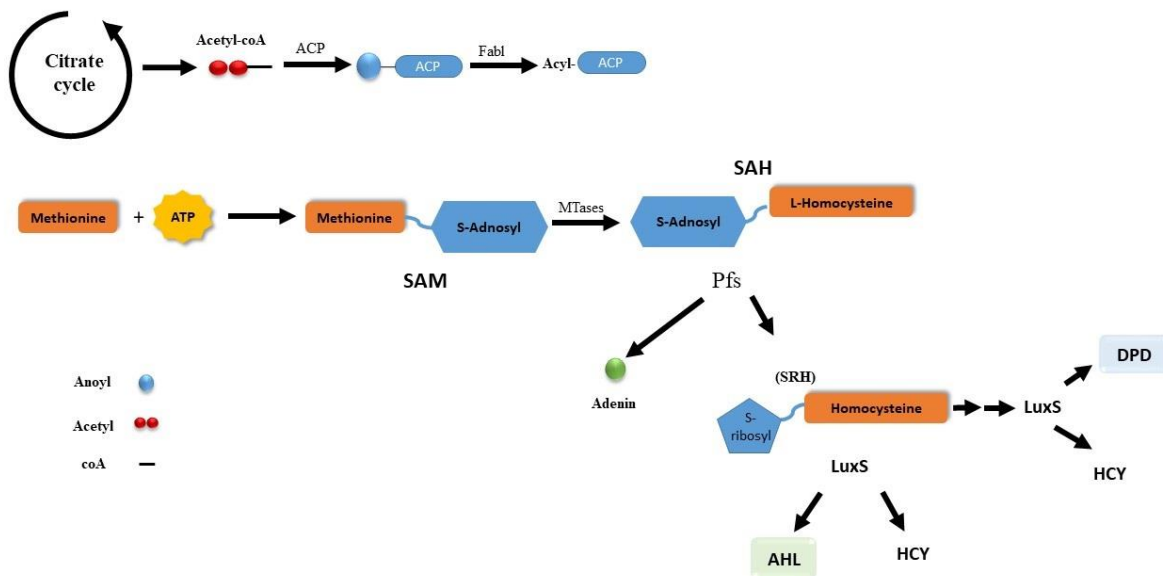 Citrate
cycle
Acetyl-coA
ACP
ACP
Fabl
Acyl-
ACP
SAH
Methionine
+
ATP
Methionine
S-Adnosyl
SAM
MTases
S-Adnosyl
L-Homocysteine
Pfs
Adenin
(SRH)
S-
ribosyl
Homocysteine
LuxS
DPD
HCY
LuxS
AHL
HCY
Anoyl
Acetyl
coA